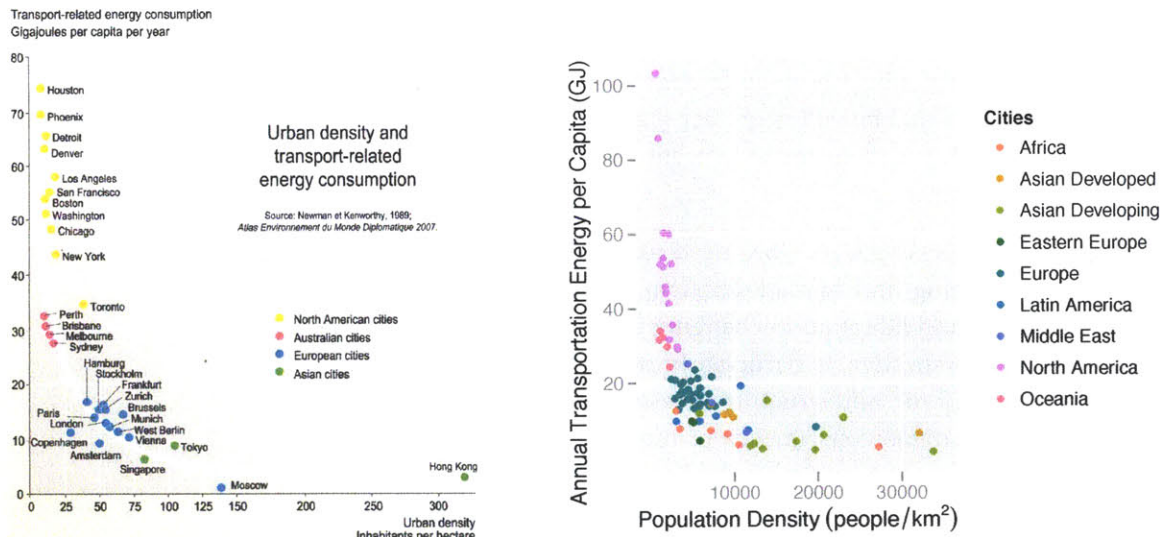 Transport-related energy consumption
Gigajoules per capita per year
80
70
60
50
40
30
20
10
0
Houston
Phoenix
Detroit
Denver
Los Angeles
San Francisco
Boston
Washington
Chicago
New York
Toronto
Perth
Brisbane
Melbourne
Sydney
Hamburg
Stockholm
Frankfurt
Zurich
Brussels
Paris
London
Munich
West Berlin
Copenhagen
Vienna
Tokyo
Amsterdam
Singapore
Hong Kong
Moscow
Urban density and
transport-related
energy consumption
Source: Newman et Kenworthy, 1989;
Atlas Environnement du Monde Diplomatique 2007.
North American cities
Australian cities
European cities
Asian cities
0 25 50 75 100 125 150 200 250 300
Urban density
Inhabitants per hectare
Annual Transportation Energy per Capita (GJ)
100
80
60
40
20
10000 20000 30000
Population Density (people/km²)
Cities
Africa
Asian Developed
Asian Developing
Eastern Europe
Europe
Latin America
Middle East
North America
Oceania